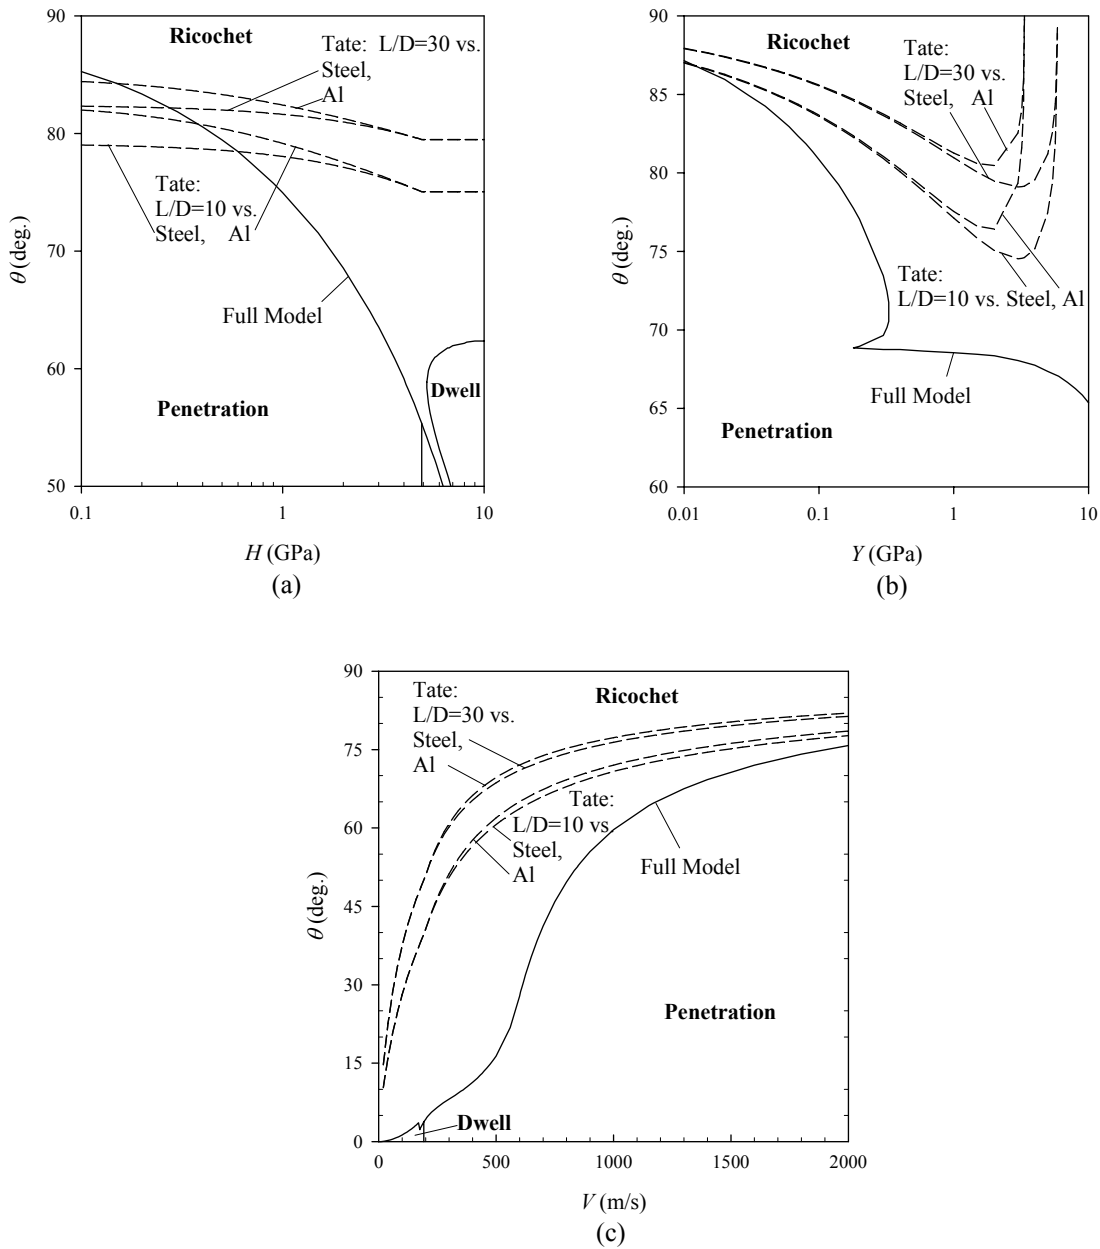 90
80
70
60
50
θ (deg.)
Ricochet
Tate: L/D=30 vs.
Steel,
Al
Tate:
L/D=10 vs.
Steel, Al
Full Model
Dwell
Penetration
0.1
1
10
H (GPa)
(a)
90
85
80
75
70
65
60
θ (deg.)
Ricochet
Tate:
L/D=30 vs.
Steel, Al
Tate:
L/D=10 vs. Steel, Al
Full Model
Penetration
0.01
0.1
1
10
Y (GPa)
(b)
90
75
60
45
30
15
0
θ (deg.)
Tate:
L/D=30 vs.
Steel,
Al
Ricochet
Tate:
L/D=10 vs.
Steel,
Al
Full Model
Penetration
Dwell
0
500
1000
1500
2000
V (m/s)
(c)